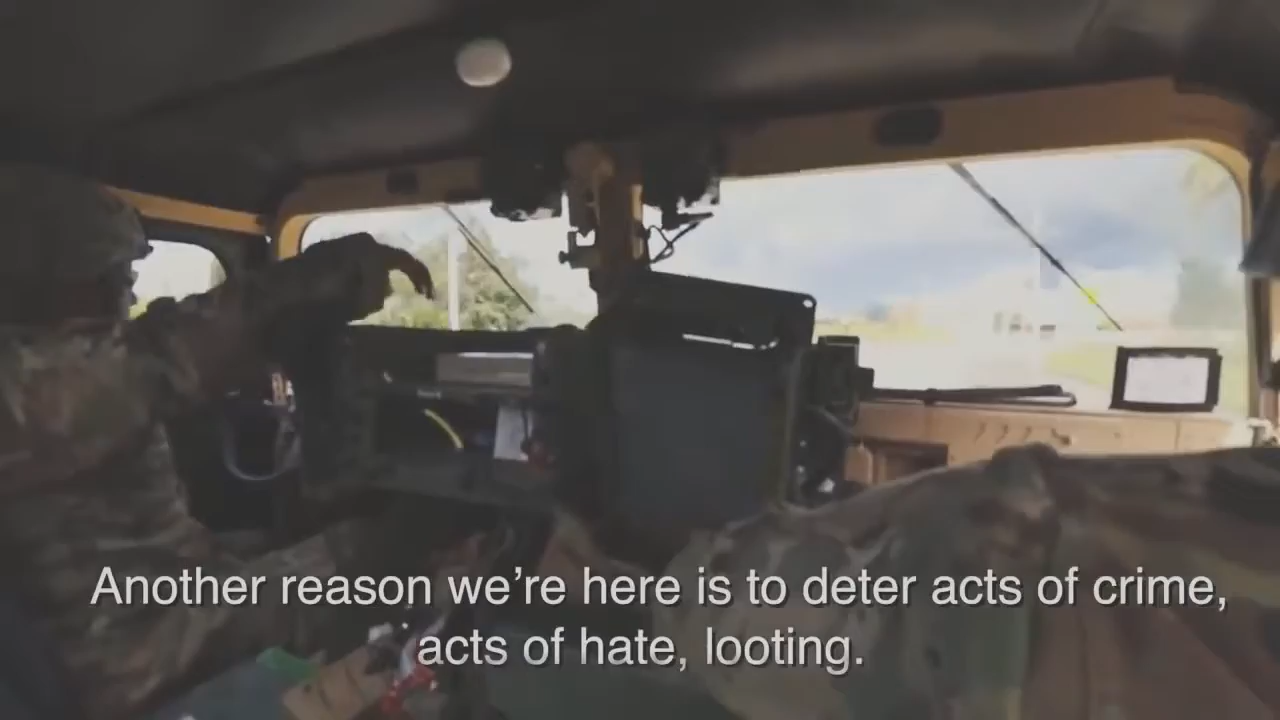 Another reason we’re here is to deter acts of crime,
acts of hate, looting.